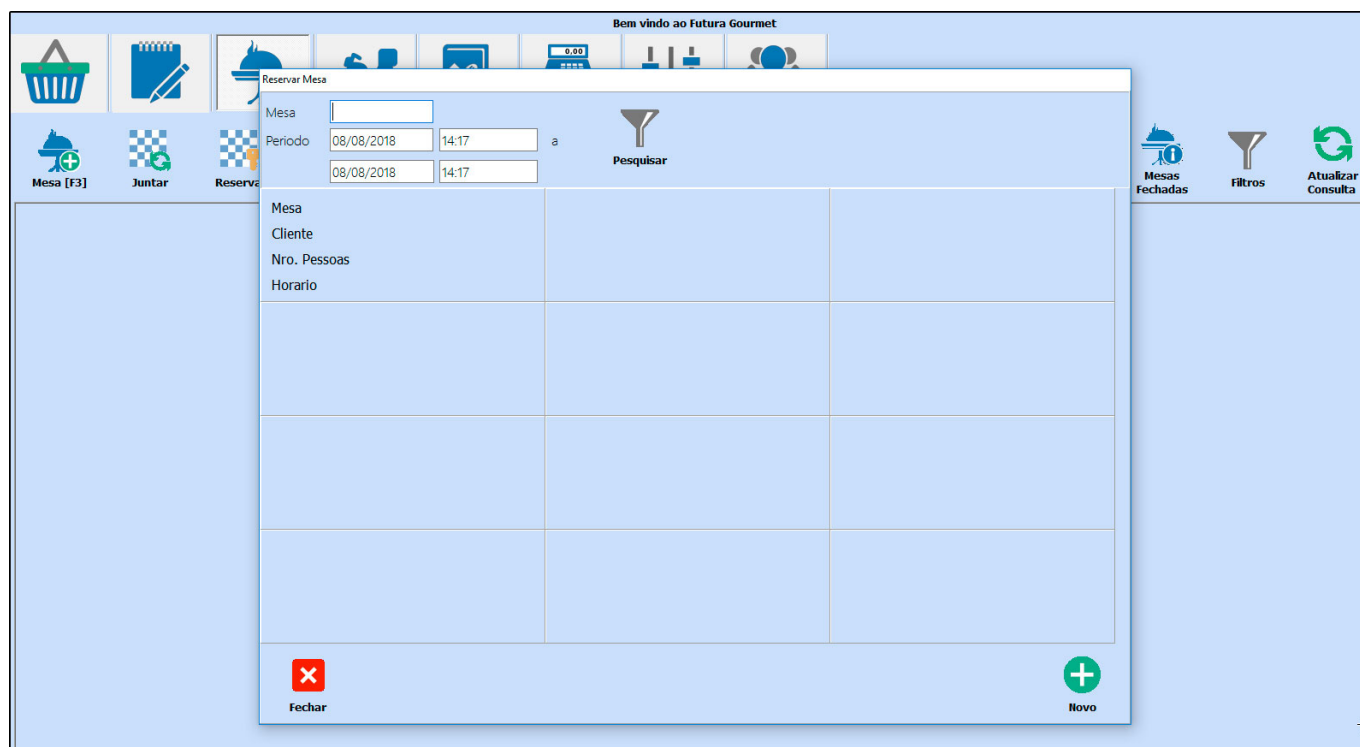 Bem vindo ao Futura Gourmet
0,00
Reservar Mesa
Mesa
Periodo 08/08/2018 14:17 a
08/08/2018 14:17
Pesquisar
Mesa [F3]
Juntar
Mesas
Fechadas
Filtros
Atualizar
Consulta
Mesa
Cliente
Nro. Pessoas
Horario
Fechar
Novo